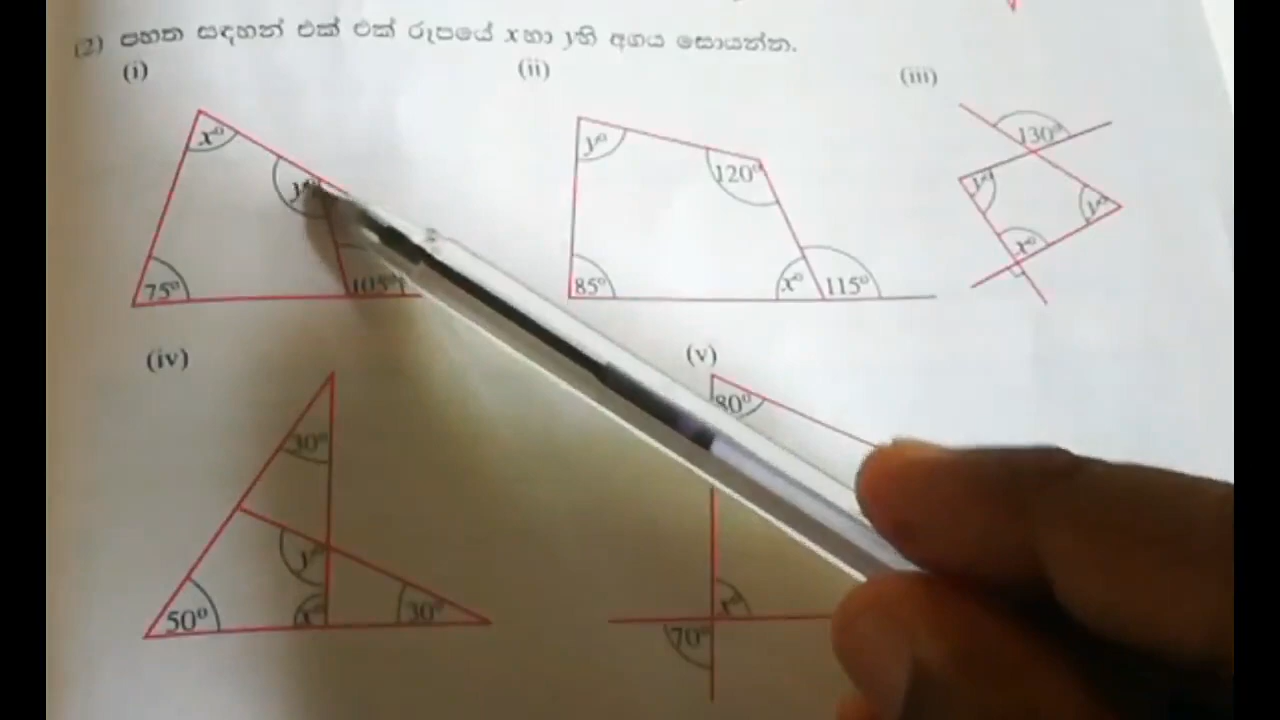 (2) පහත සඳහන් එක් එක් රූපයේ x හා y හි අගය සොයන්න.
(i) (ii) (iii)
x° y° 75° 105°
y° 120° 85° x° 115°
130° y° y° x°
(iv) (v)
30° y° 50° x° 30°
80° x° 70°